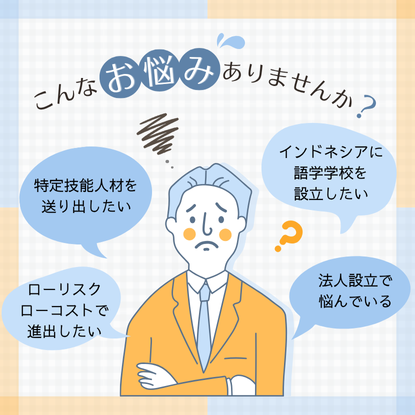 こんなお悩みありませんか？
特定技能人材を
送り出したい
インドネシアに
語学学校を
設立したい
ローリスク
ローコストで
進出したい
法人設立で
悩んでいる
？